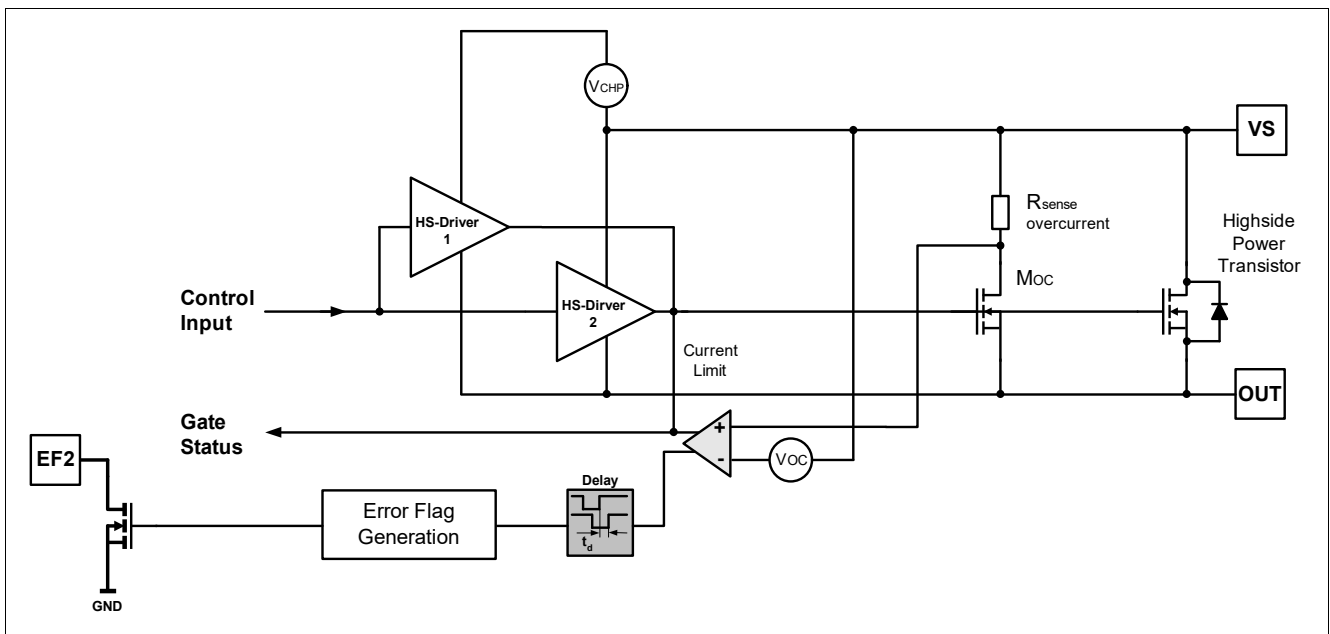 VCHP
VS
HS-Driver
1
Rsense
overcurrent
Highside
Power
Transistor
MOC
Control
Input
HS-Dirver
2
Current
Limit
OUT
Gate
Status
+
-
VOC
EF2
Delay
td
Error Flag
Generation
GND